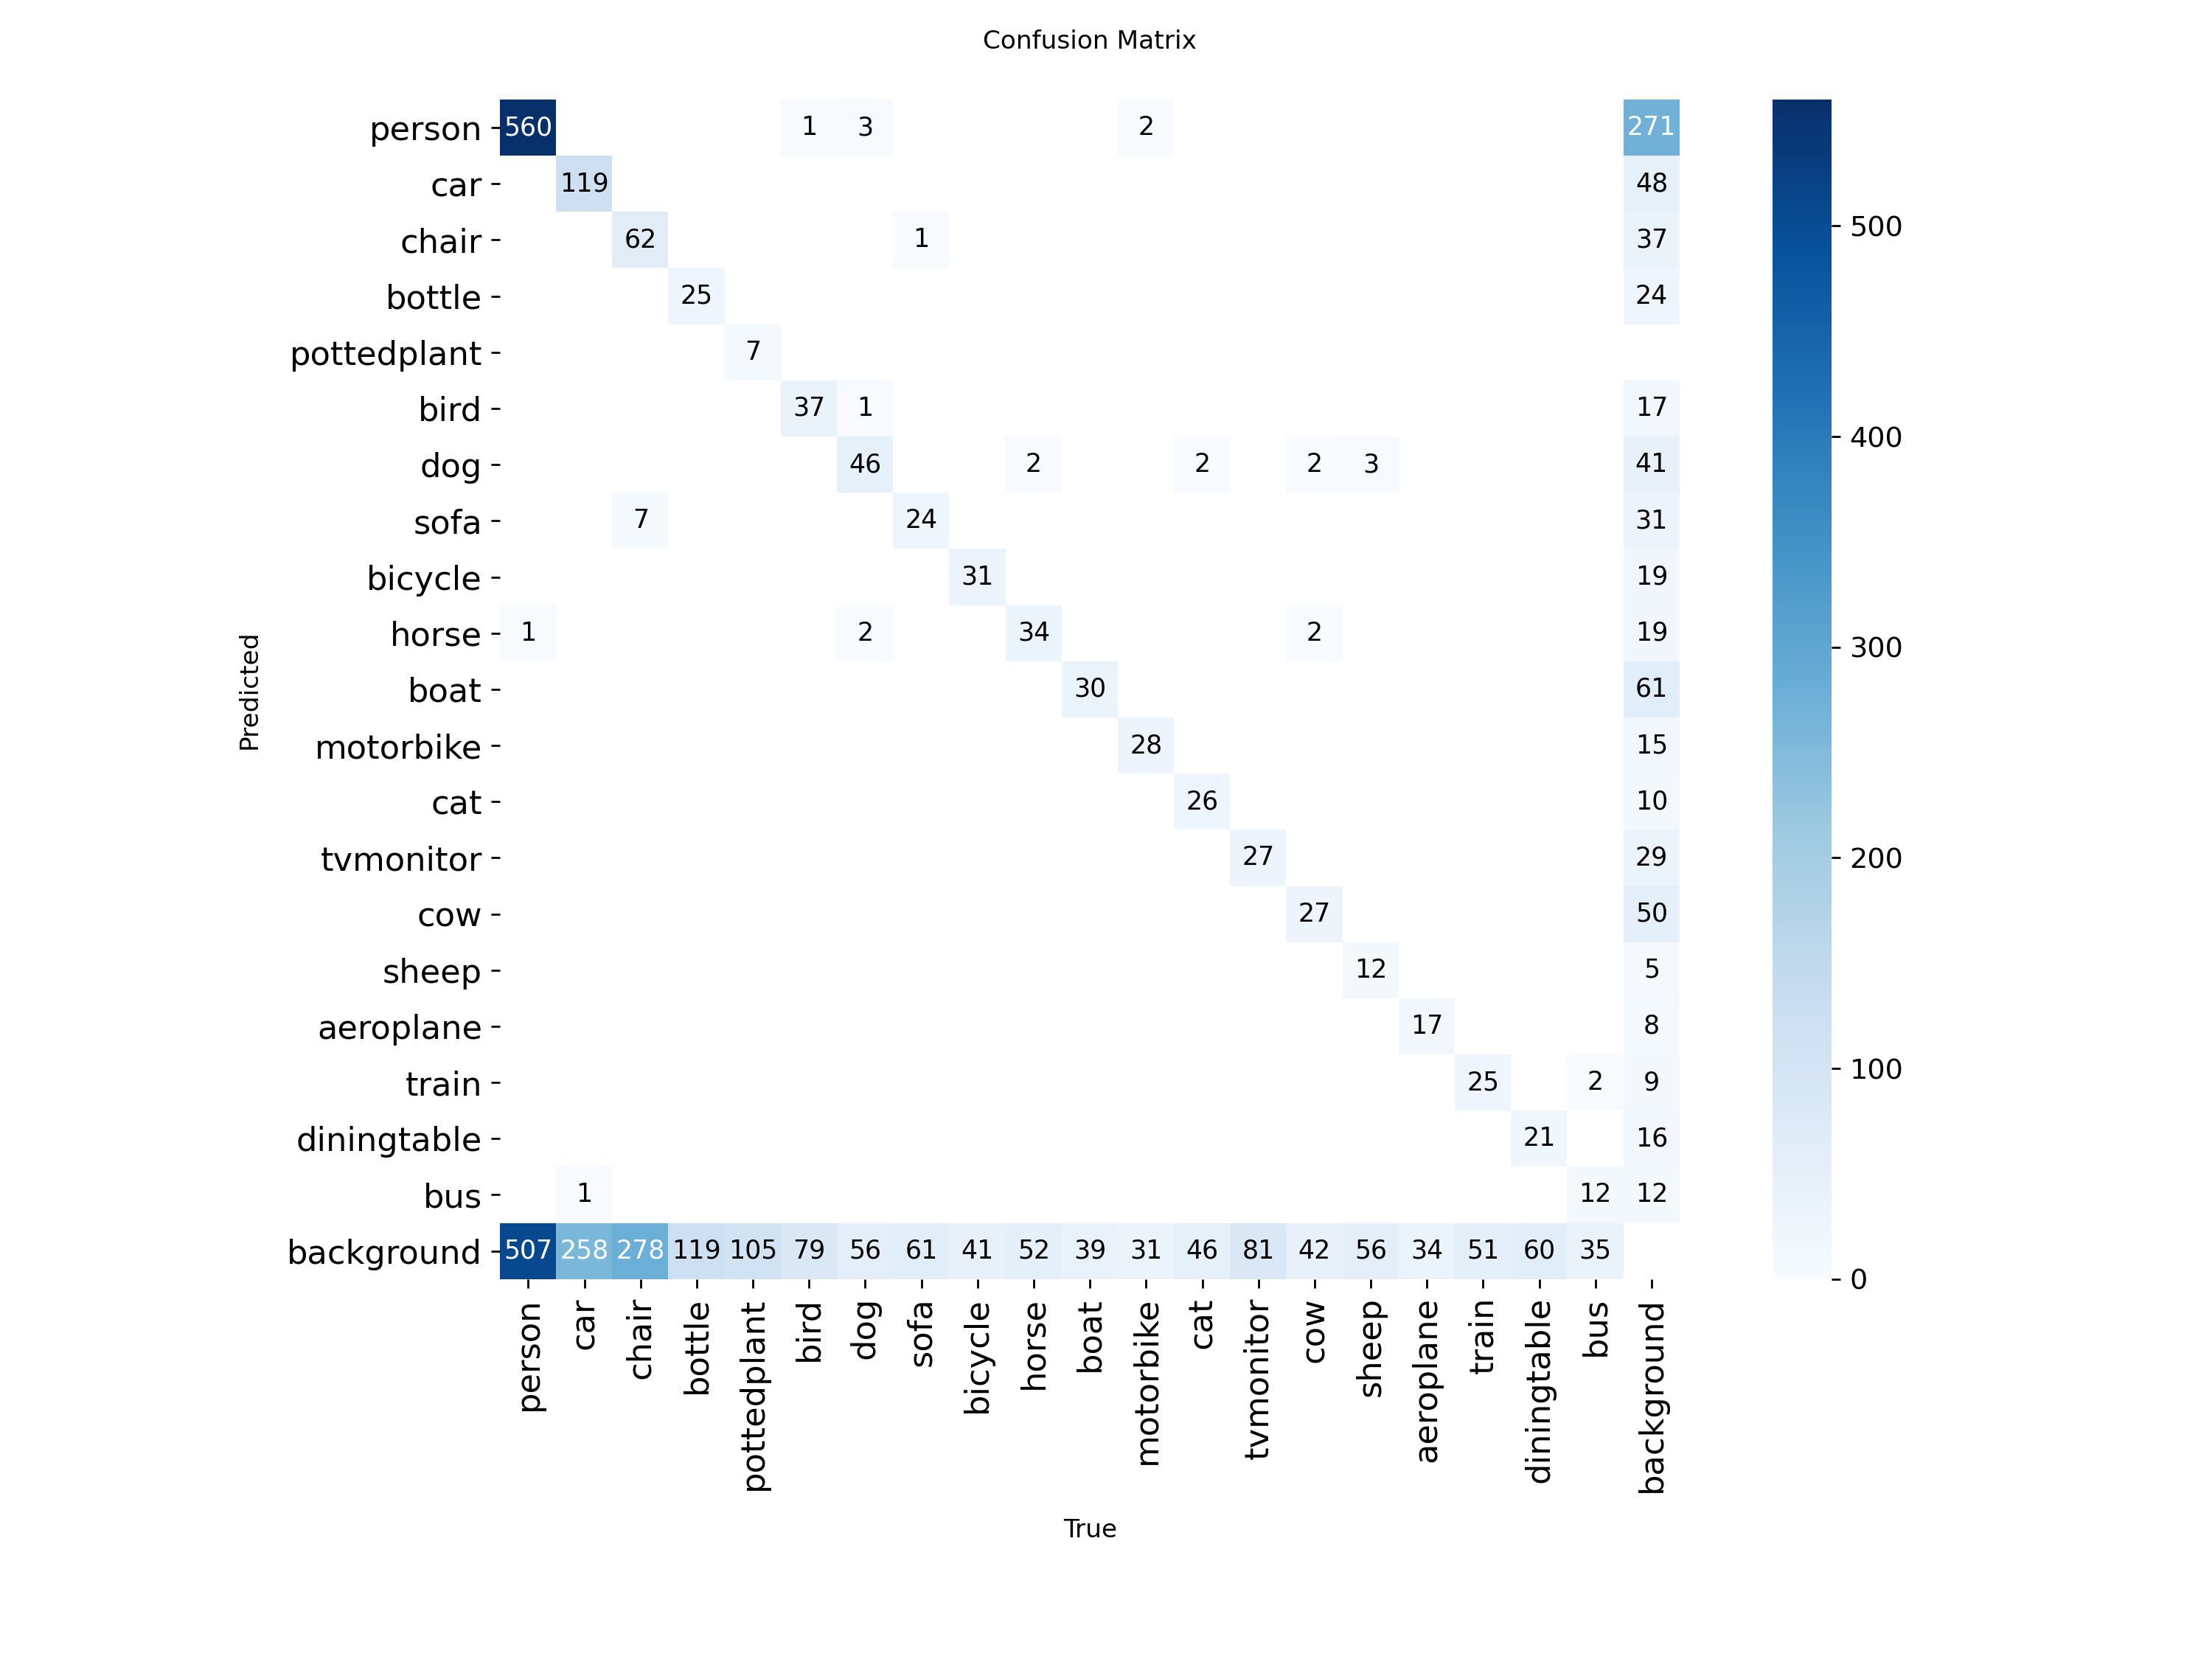 Confusion Matrix
person 560 1 3 2 271
car 119 48
chair 62 1 37 500
bottle 25 24
pottedplant 7
bird 37 1 17 400
dog 46 2 2 2 3 41
sofa 7 24 31
bicycle 31 19
horse 1 2 34 2 19 300
Predicted
boat 30 61
motorbike 28 15
cat 26 10
tvmonitor 27 29 200
cow 27 50
sheep 12 5
aeroplane 17 8
train 25 2 9 100
diningtable 21 16
bus 1 12 12
background 507 258 278 119 105 79 56 61 41 52 39 31 46 81 42 56 34 51 60 35
0
person car chair bottle pottedplant bird dog sofa bicycle horse boat motorbike cat tvmonitor cow sheep aeroplane train diningtable bus background
True